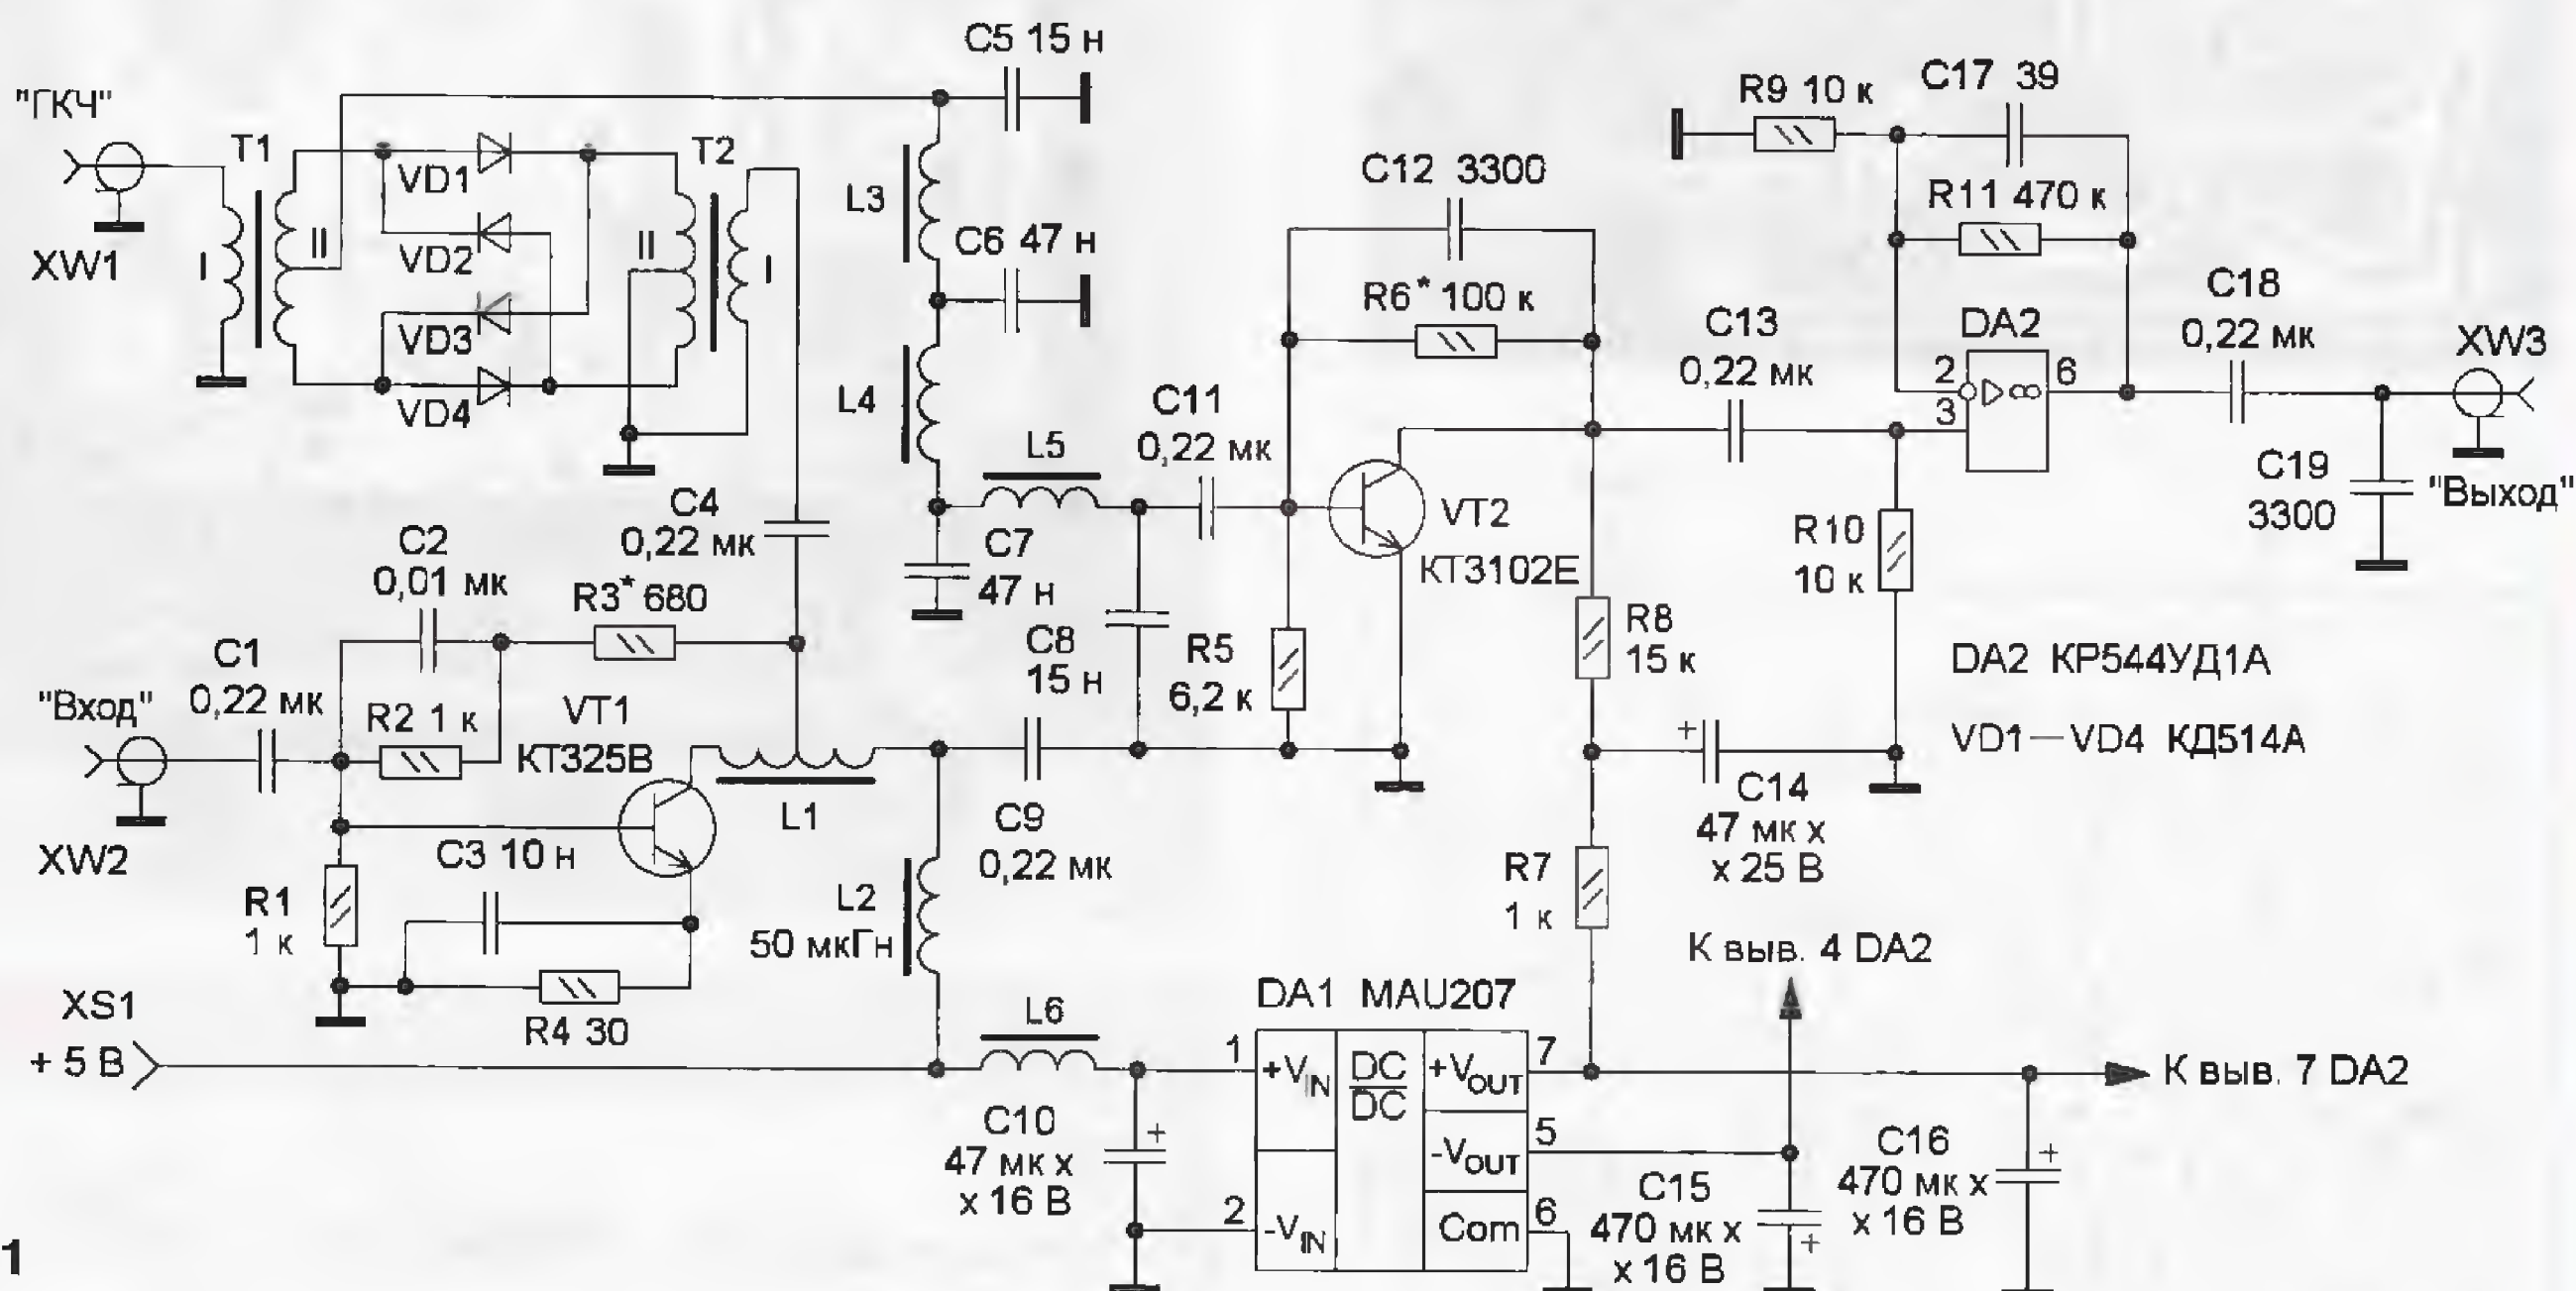 C5 15 н
"ГКЧ"
T1
VD1
T2
XW1
I
II
VD2
II
I
VD3
VD4
L3
C6 47 н
L4
C12 3300
R6* 100 к
R9 10 к
C17 39
R11 470 к
C13
0,22 мк
DA2
2
3
6
▷ ∞
C18
0,22 мк
XW3
C19
3300
"Выход"
C11
0,22 мк
L5
C4
0,22 мк
C2
0,01 мк
R3* 680
C7
47 н
VT2
КТ3102Е
R10
10 к
C8
15 н
R5
6,2 к
R8
15 к
DA2 КР544УД1А
VD1—VD4 КД514А
C1
0,22 мк
"Вход"
R2 1 к
VT1
КТ325В
XW2
L1
C9
0,22 мк
+
C14
47 мк x
x 25 В
R1
1 к
C3 10 н
L2
50 мкГн
R7
1 к
R4 30
К выв. 4 DA2
XS1
+ 5 В
L6
DA1 MAU207
1
+VIN
DC
DC
+VOUT
7
К выв. 7 DA2
C10
47 мк x
x 16 В
+
2
-VIN
-VOUT
5
Com
6
C15
470 мк x
x 16 В
+
C16
470 мк x
x 16 В
+
1